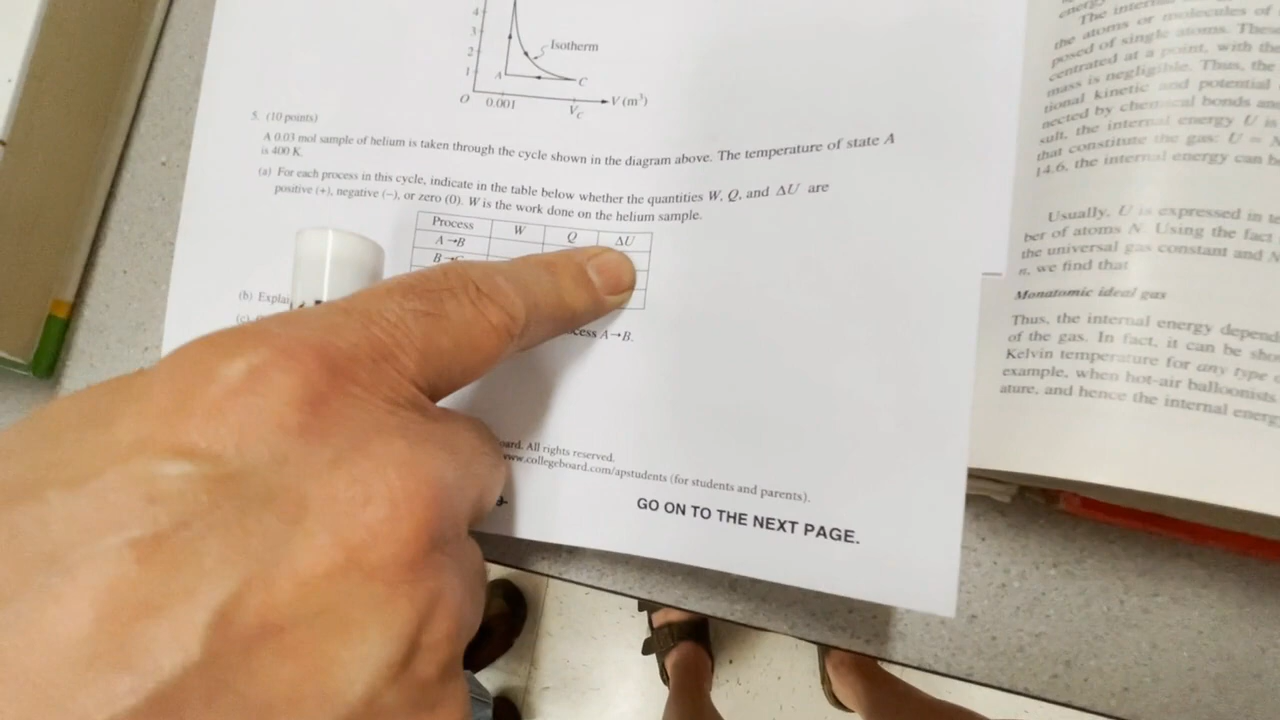 4
3
2
1
Isotherm
A
C
O
0.001
V_C
V (m³)
5. (10 points)
A 0.03 mol sample of helium is taken through the cycle shown in the diagram above. The temperature of state A
is 400 K.
(a) For each process in this cycle, indicate in the table below whether the quantities W, Q, and ΔU are
positive (+), negative (−), or zero (0). W is the work done on the helium sample.
Process W Q ΔU
A→B
B→
(b) Explai
(c)
cess A→B.
oard. All rights reserved.
www.collegeboard.com/apstudents (for students and parents).
GO ON TO THE NEXT PAGE.
energy
The internal
the atoms or molecules of
posed of single atoms. These
centrated at a point, with the
mass is negligible. Thus, the
tional kinetic and potential
nected by chemical bonds and
sult, the internal energy U is
that constitute the gas: U =
14.6, the internal energy can b
Usually, U is expressed in te
ber of atoms N. Using the fact
the universal gas constant and N
n, we find that
Monatomic ideal gas
Thus, the internal energy depend
of the gas. In fact, it can be sho
Kelvin temperature for any type o
example, when hot-air balloonists
ature, and hence the internal energ